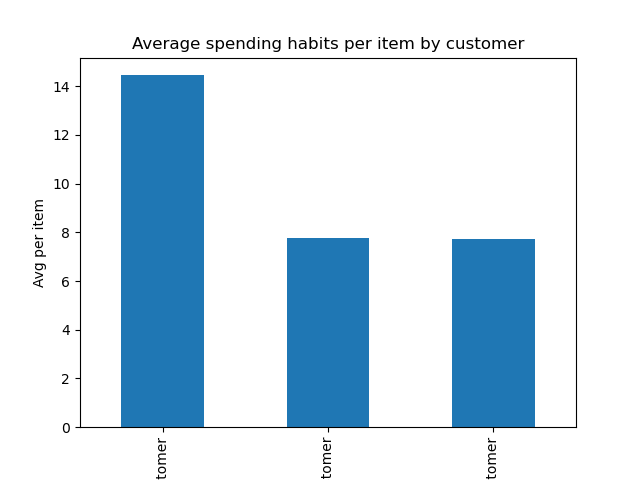 Average spending habits per item by customer
Avg per item
14
12
10
8
6
4
2
0
tomer
tomer
tomer